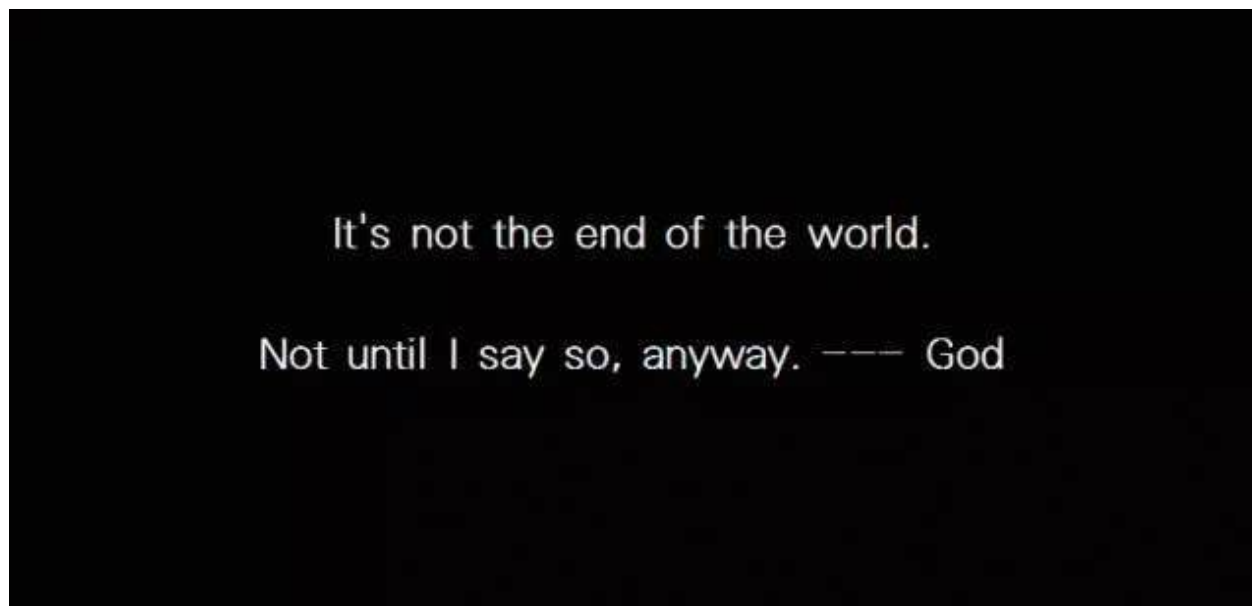 It's not the end of the world.
Not until I say so, anyway. --- God